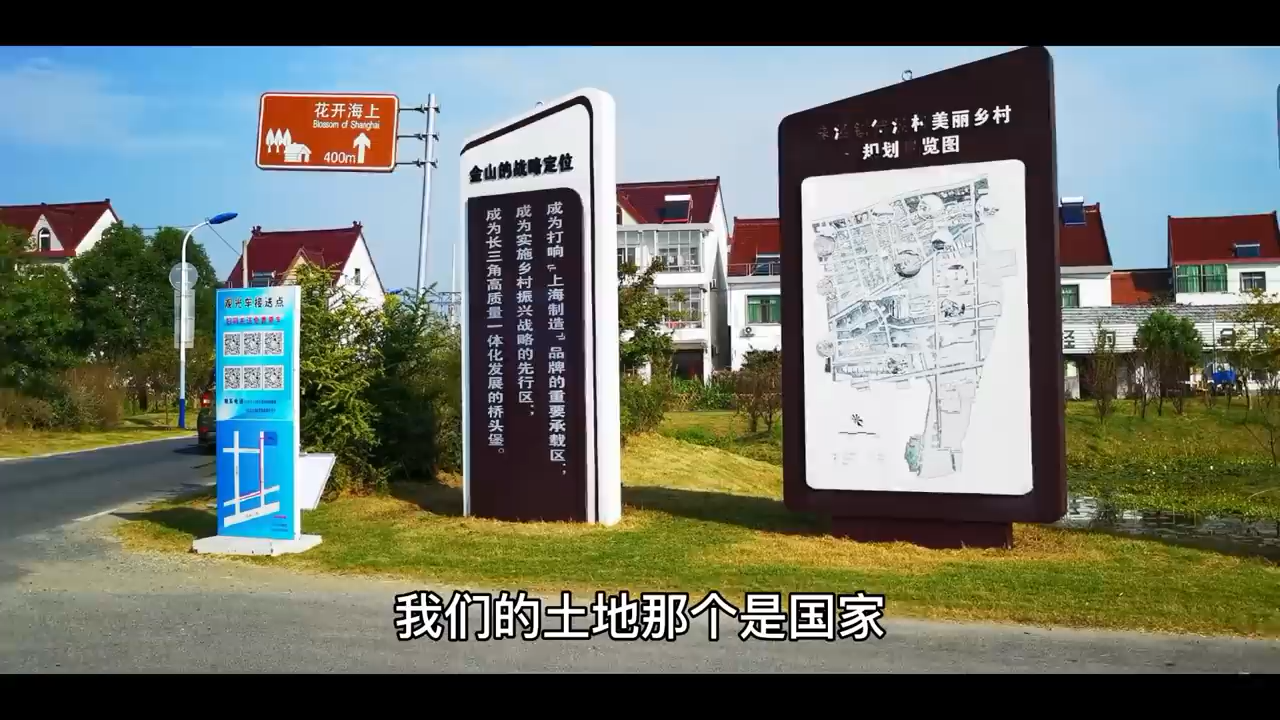 花开海上
Blossom of Shanghai
400m
金山的战略定位
成为打响“上海制造”品牌的重要承载区；
成为实施乡村振兴战略的先行区；
成为长三角高质量一体化发展的桥头堡。
村美丽乡村
规划 览图
观光车接送点
我们的土地那个是国家